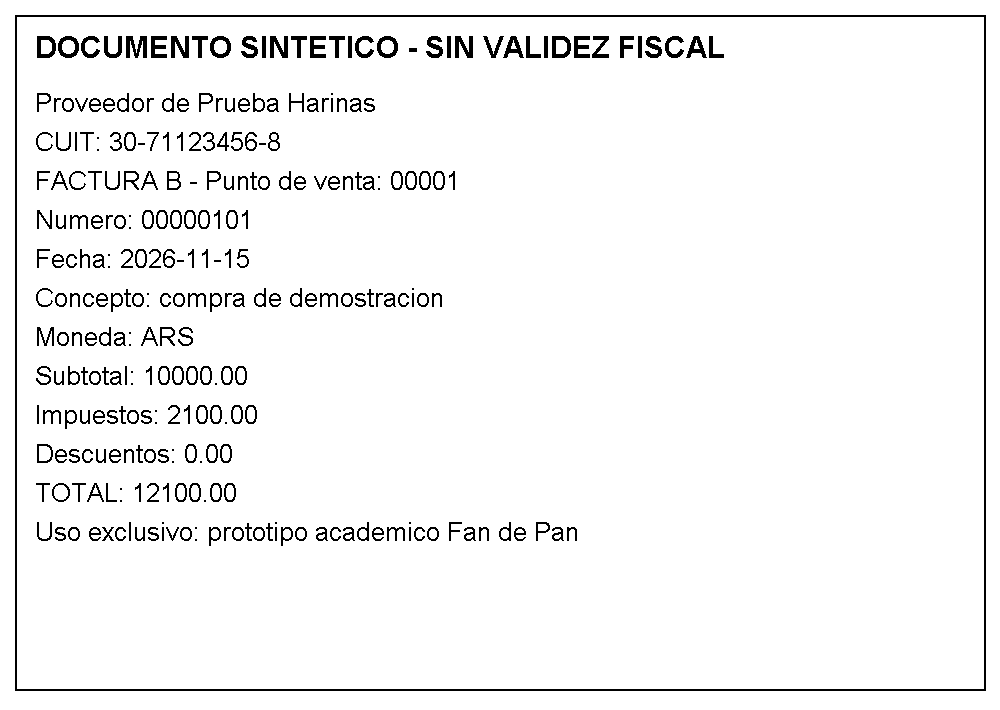 DOCUMENTO SINTETICO - SIN VALIDEZ FISCAL
Proveedor de Prueba Harinas
CUIT: 30-71123456-8
FACTURA B - Punto de venta: 00001
Numero: 00000101
Fecha: 2026-11-15
Concepto: compra de demostracion
Moneda: ARS
Subtotal: 10000.00
Impuestos: 2100.00
Descuentos: 0.00
TOTAL: 12100.00
Uso exclusivo: prototipo academico Fan de Pan